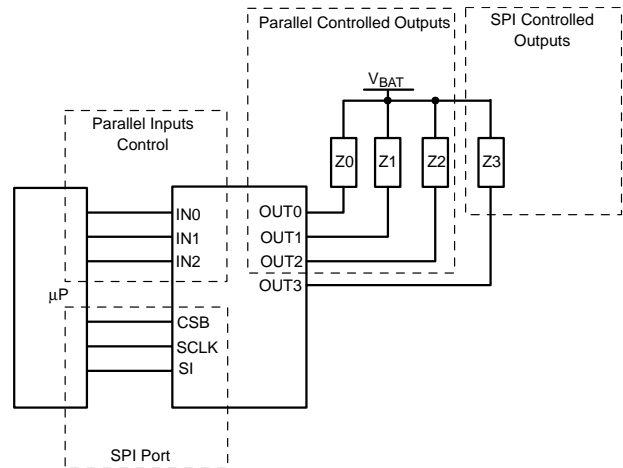 Parallel Controlled Outputs
SPI Controlled
Outputs
VBAT
Parallel Inputs
Control
Z0
Z1
Z2
Z3
IN0
OUT0
IN1
OUT1
IN2
OUT2
OUT3
μP
CSB
SCLK
SI
SPI Port